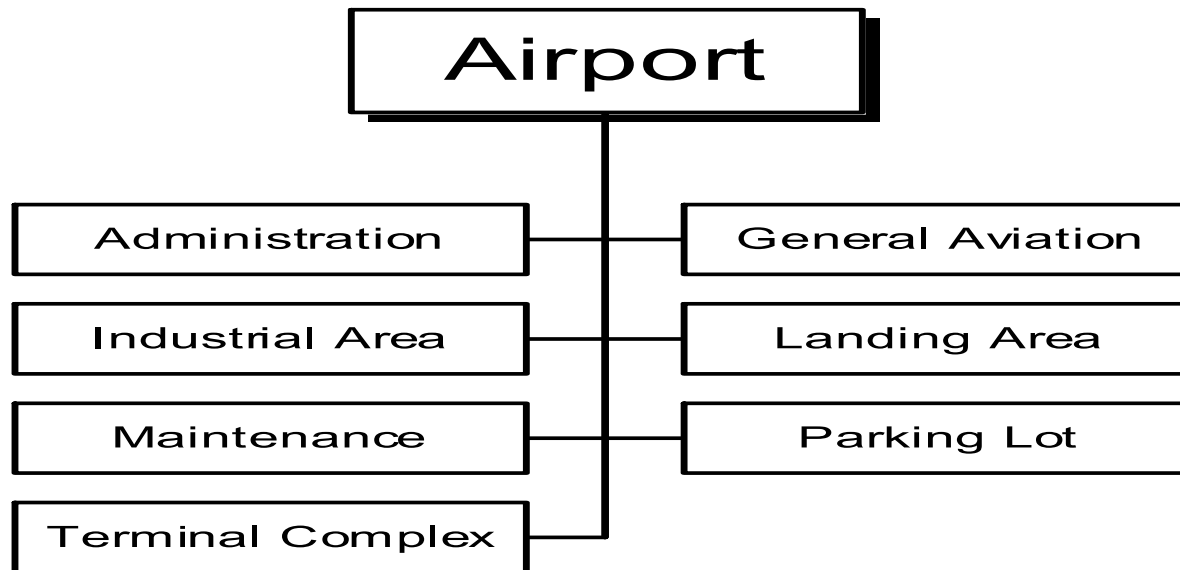 Airport
Administration
General Aviation
Industrial Area
Landing Area
Maintenance
Parking Lot
Terminal Complex